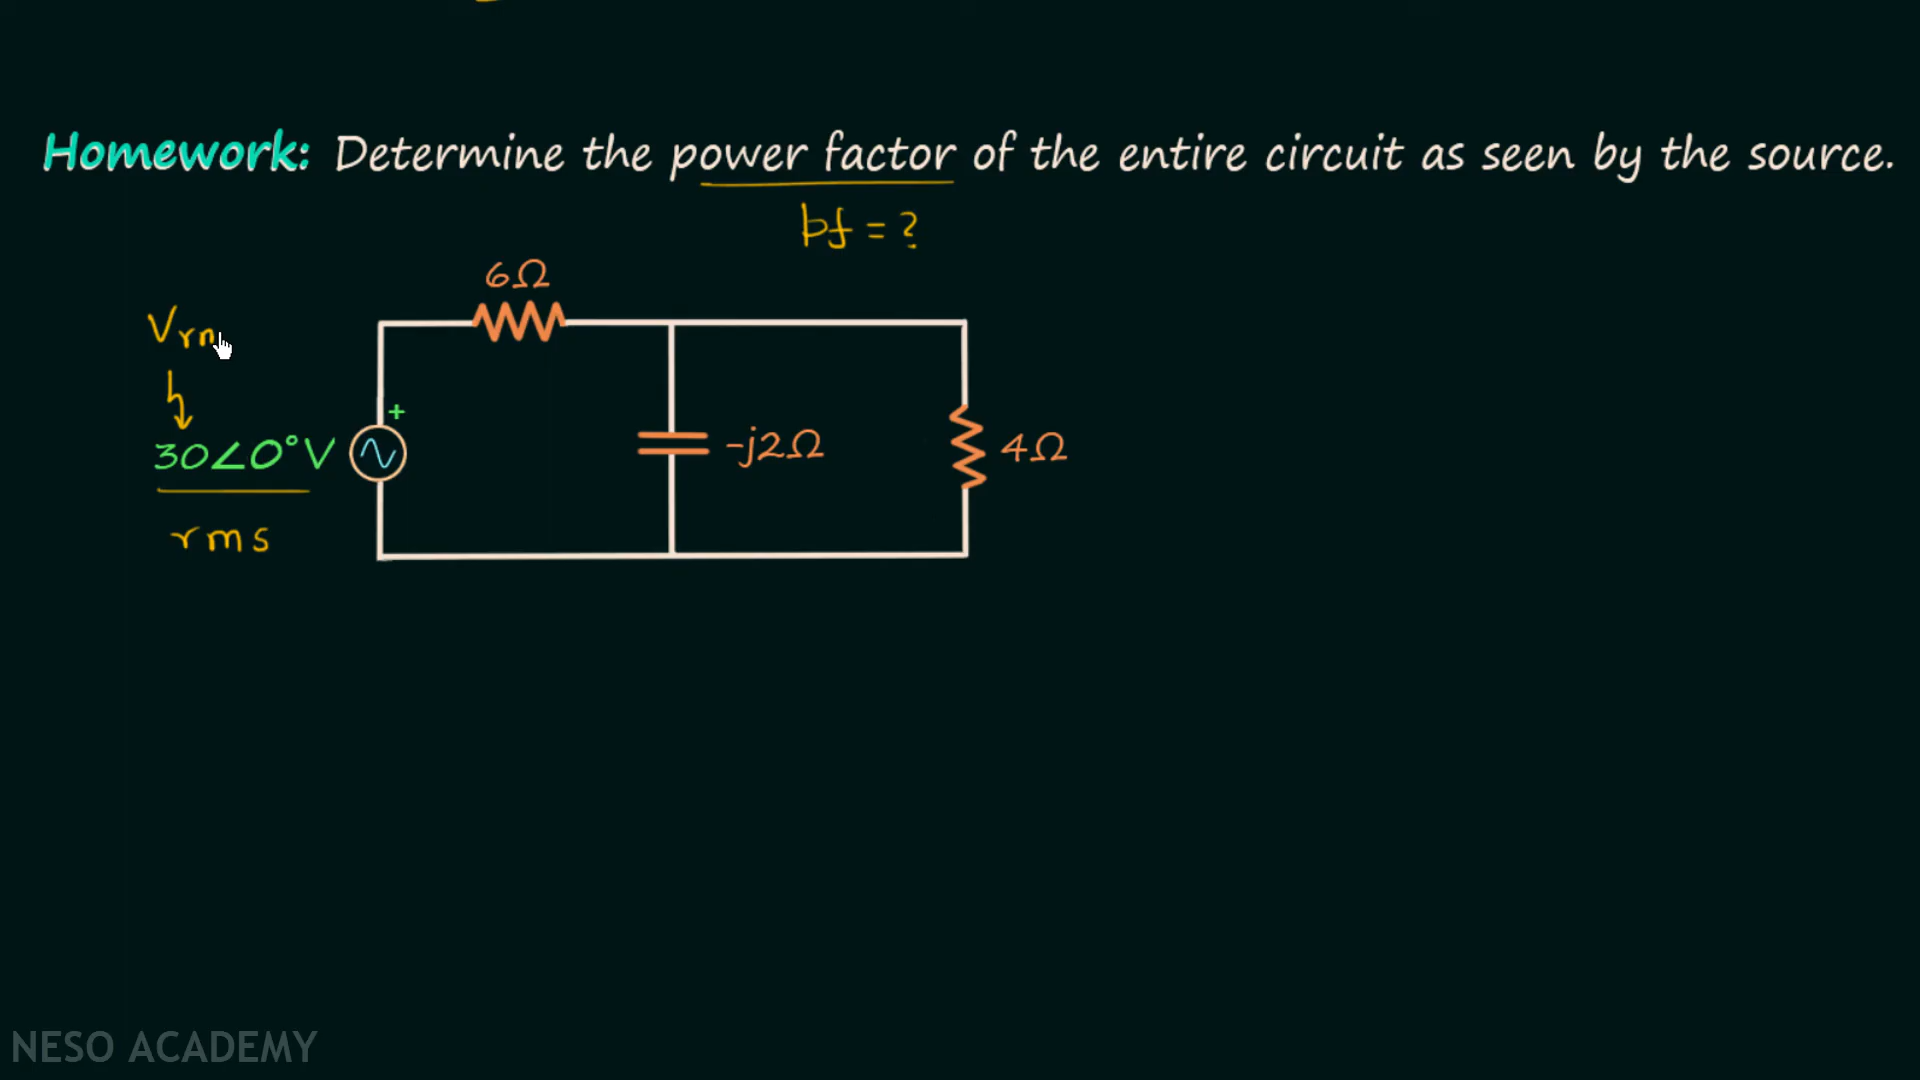 Homework: Determine the power factor of the entire circuit as seen by the source.
pf = ?
6Ω
Vrm
+
30∠0°V
-j2Ω
4Ω
rms
NESO ACADEMY